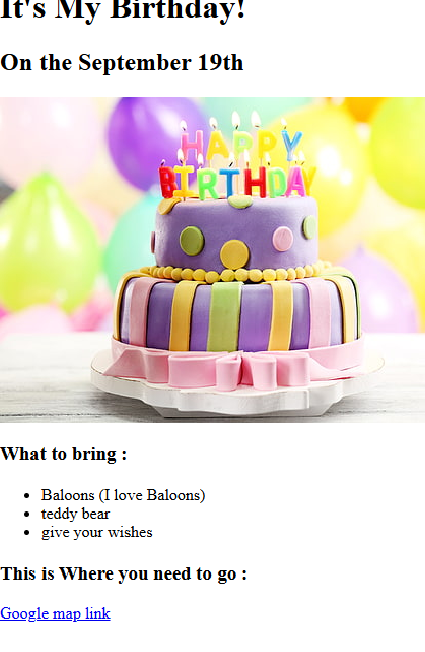 It's My Birthday!
On the September 19th
HAPPY
BIRTHDAY
What to bring :
Baloons (I love Baloons)
teddy bear
give your wishes
This is Where you need to go :
Google map link